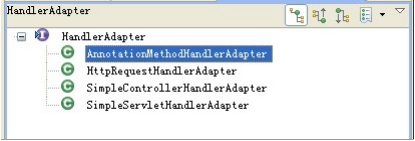 HandlerAdapter
HandlerAdapter
AnnotationMethodHandlerAdapter
HttpRequestHandlerAdapter
SimpleControllerHandlerAdapter
SimpleServletHandlerAdapter